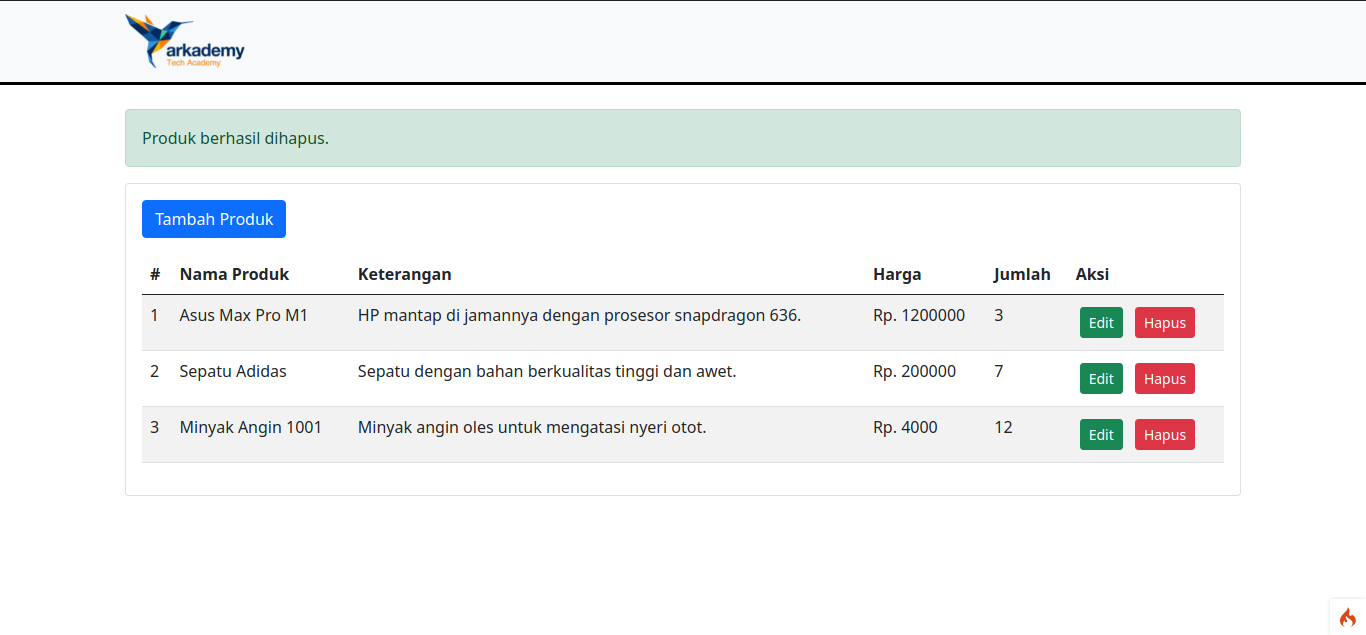 arkademy
Tech Academy
Produk berhasil dihapus.
Tambah Produk
# Nama Produk Keterangan Harga Jumlah Aksi
1 Asus Max Pro M1 HP mantap di jamannya dengan prosesor snapdragon 636. Rp. 1200000 3 Edit Hapus
2 Sepatu Adidas Sepatu dengan bahan berkualitas tinggi dan awet. Rp. 200000 7 Edit Hapus
3 Minyak Angin 1001 Minyak angin oles untuk mengatasi nyeri otot. Rp. 4000 12 Edit Hapus